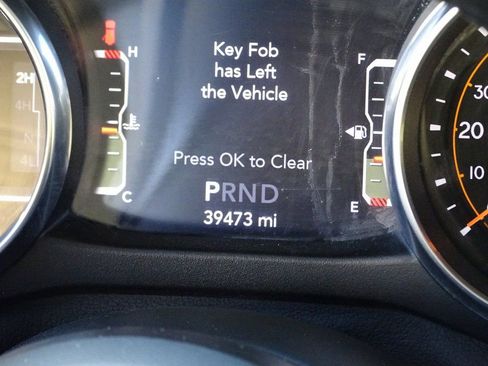 Key Fob
has Left
the Vehicle
H
F
2H
4H
N
4L
30
20
10
Press OK to Clear
C
PRND
E
39473 mi